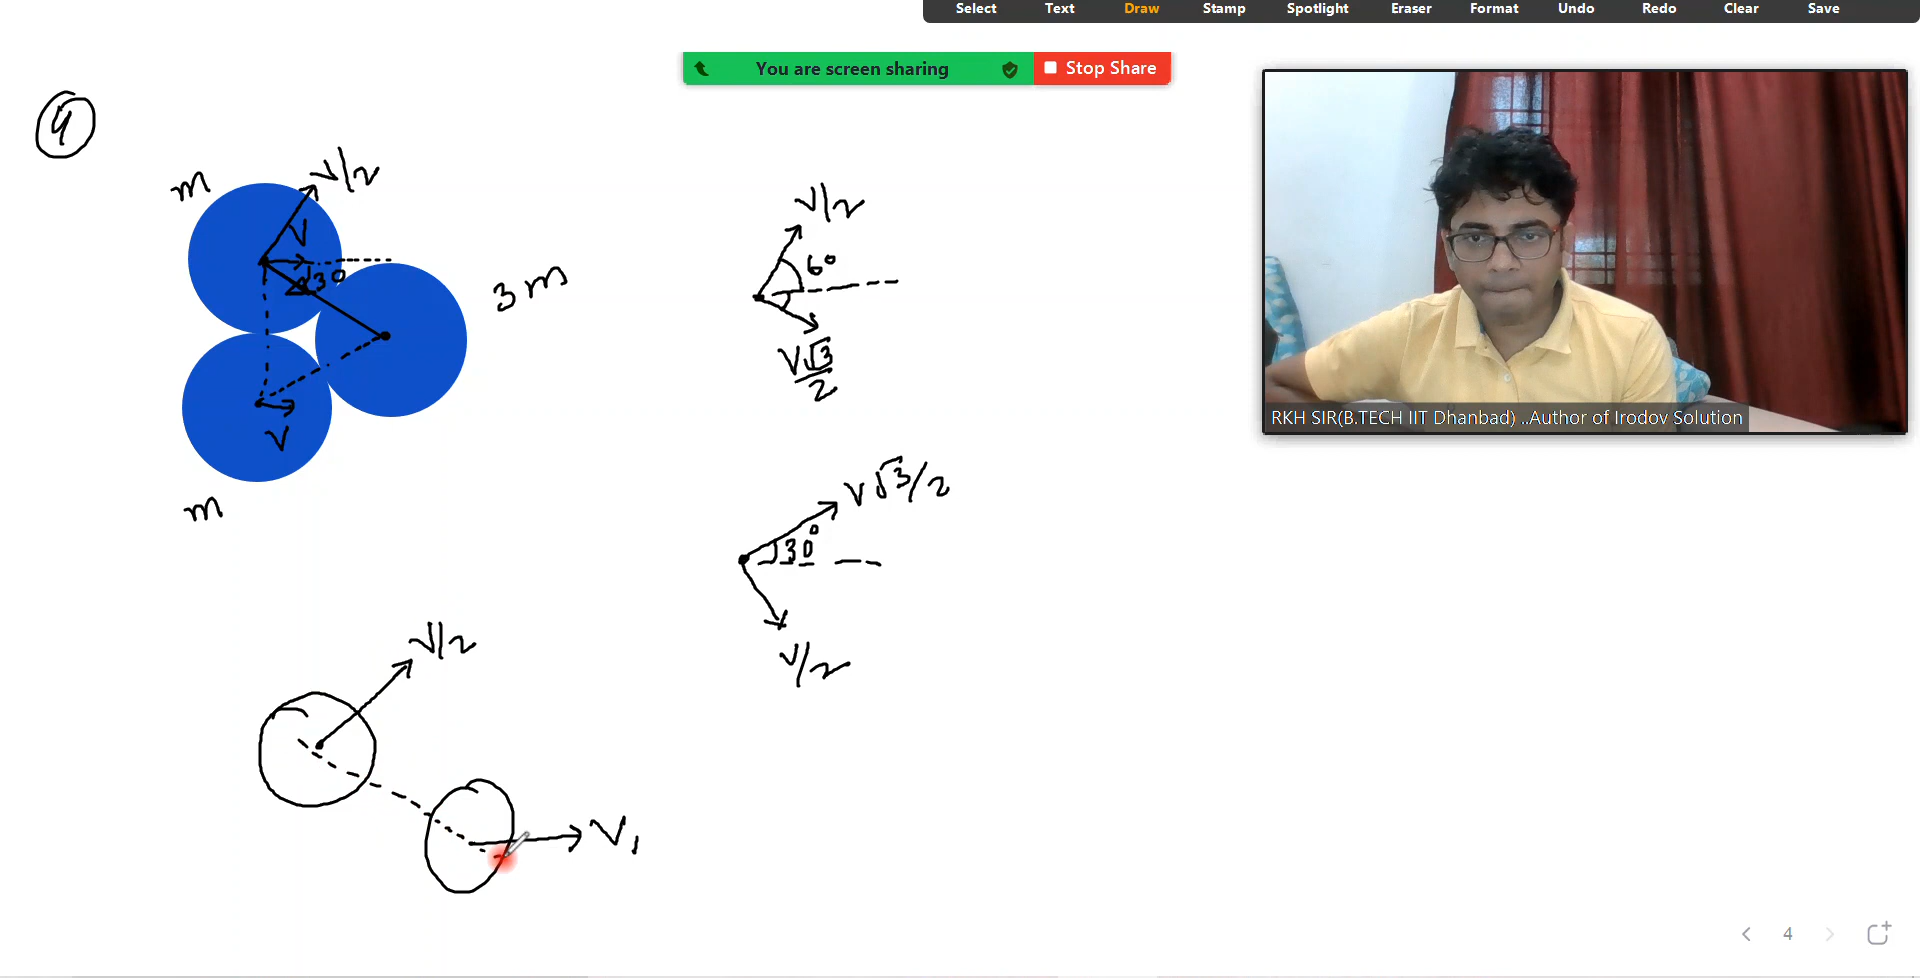 Select Text Draw Stamp Spotlight Eraser Format Undo Redo Clear Save
You are screen sharing
Stop Share
4
m
V/2
V
30
3m
V
m
V/2
60
V√3/2
RKH SIR(B.TECH IIT Dhanbad) ..Author of Irodov Solution
V√3/2
30°
V/2
V/2
V1
4